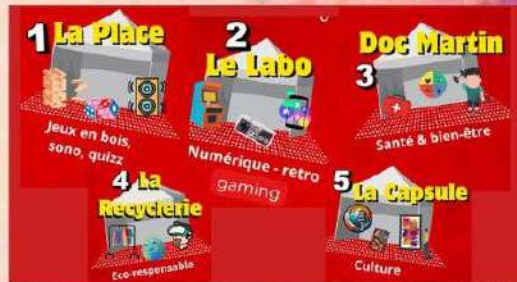 1 La Place
Jeux en bois,
sono, quizz
2
Le Labo
Numérique - retro
gaming
Doc Martin
3
Santé & bien-être
4 La
Recyclerie
Eco-responsable
5 La Capsule
Culture